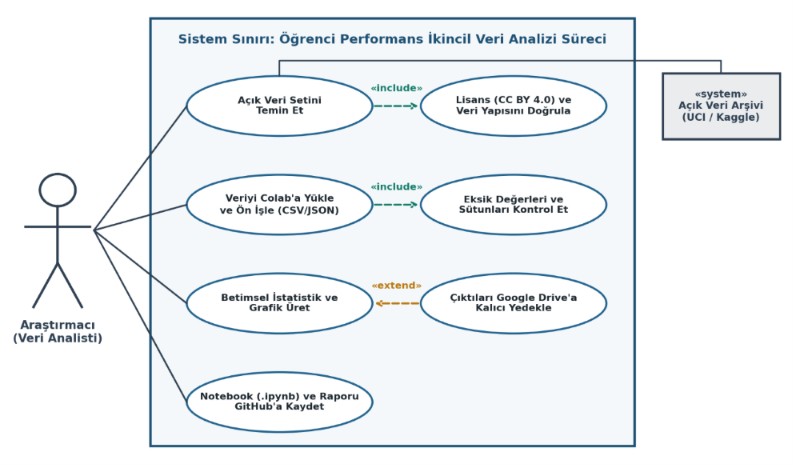 Sistem Sınırı: Öğrenci Performans İkincil Veri Analizi Süreci
Açık Veri Setini
Temin Et
«include»
Lisans (CC BY 4.0) ve
Veri Yapısını Doğrula
«system»
Açık Veri Arşivi
(UCI / Kaggle)
Veriyi Colab'a Yükle
ve Ön İşle (CSV/JSON)
«include»
Eksik Değerleri ve
Sütunları Kontrol Et
Betimsel İstatistik ve
Grafik Üret
«extend»
Çıktıları Google Drive'a
Kalıcı Yedekle
Araştırmacı
(Veri Analisti)
Notebook (.ipynb) ve Raporu
GitHub'a Kaydet